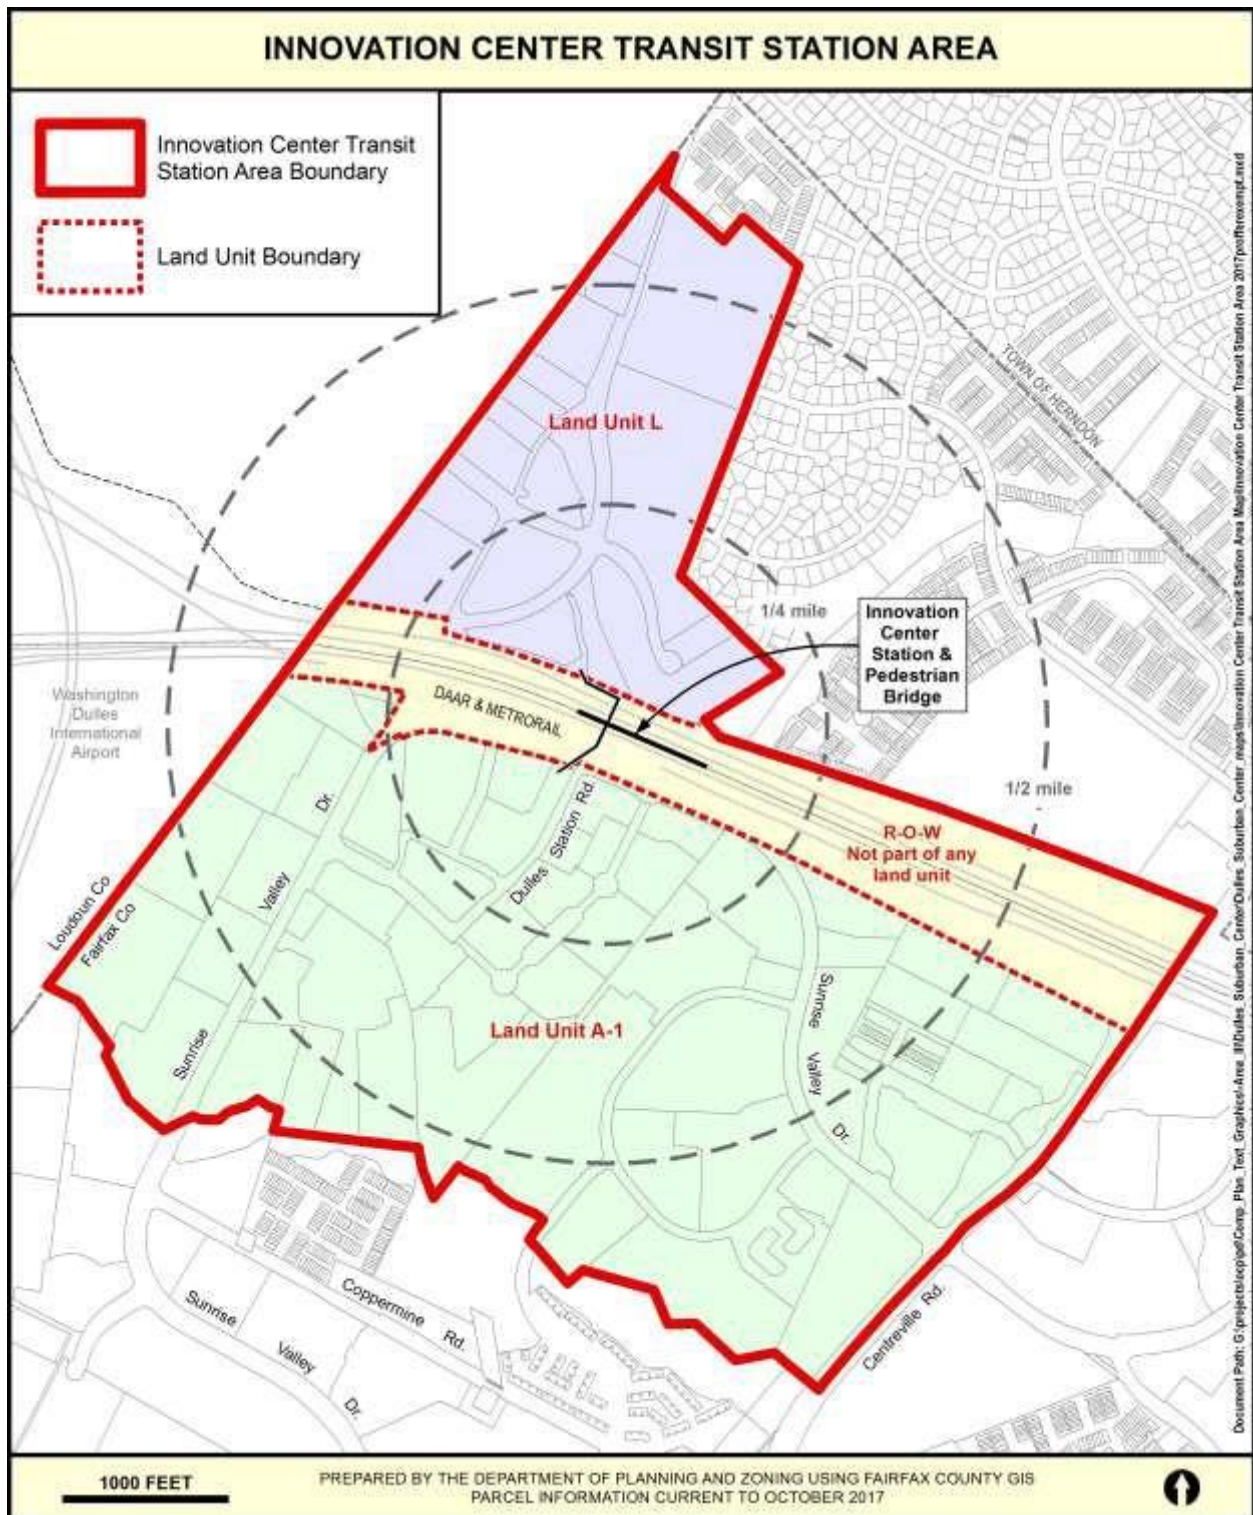 INNOVATION CENTER TRANSIT STATION AREA
Innovation Center Transit
Station Area Boundary
Land Unit Boundary
TOWN OF HERNDON
Land Unit L
1/4 mile
Innovation
Center
Station &
Pedestrian
Bridge
Washington
Dulles
International
Airport
DAAR & METRORAIL
1/2 mile
Dr.
Valley
Sunrise
Dulles Station Rd.
R-O-W
Not part of any
land unit
Loudoun Co
Fairfax Co
Land Unit A-1
Sunrise
Valley
Dr.
Coppermine
Rd.
Sunrise
Valley
Dr.
Centreville Rd.
1000 FEET
PREPARED BY THE DEPARTMENT OF PLANNING AND ZONING USING FAIRFAX COUNTY GIS
PARCEL INFORMATION CURRENT TO OCTOBER 2017